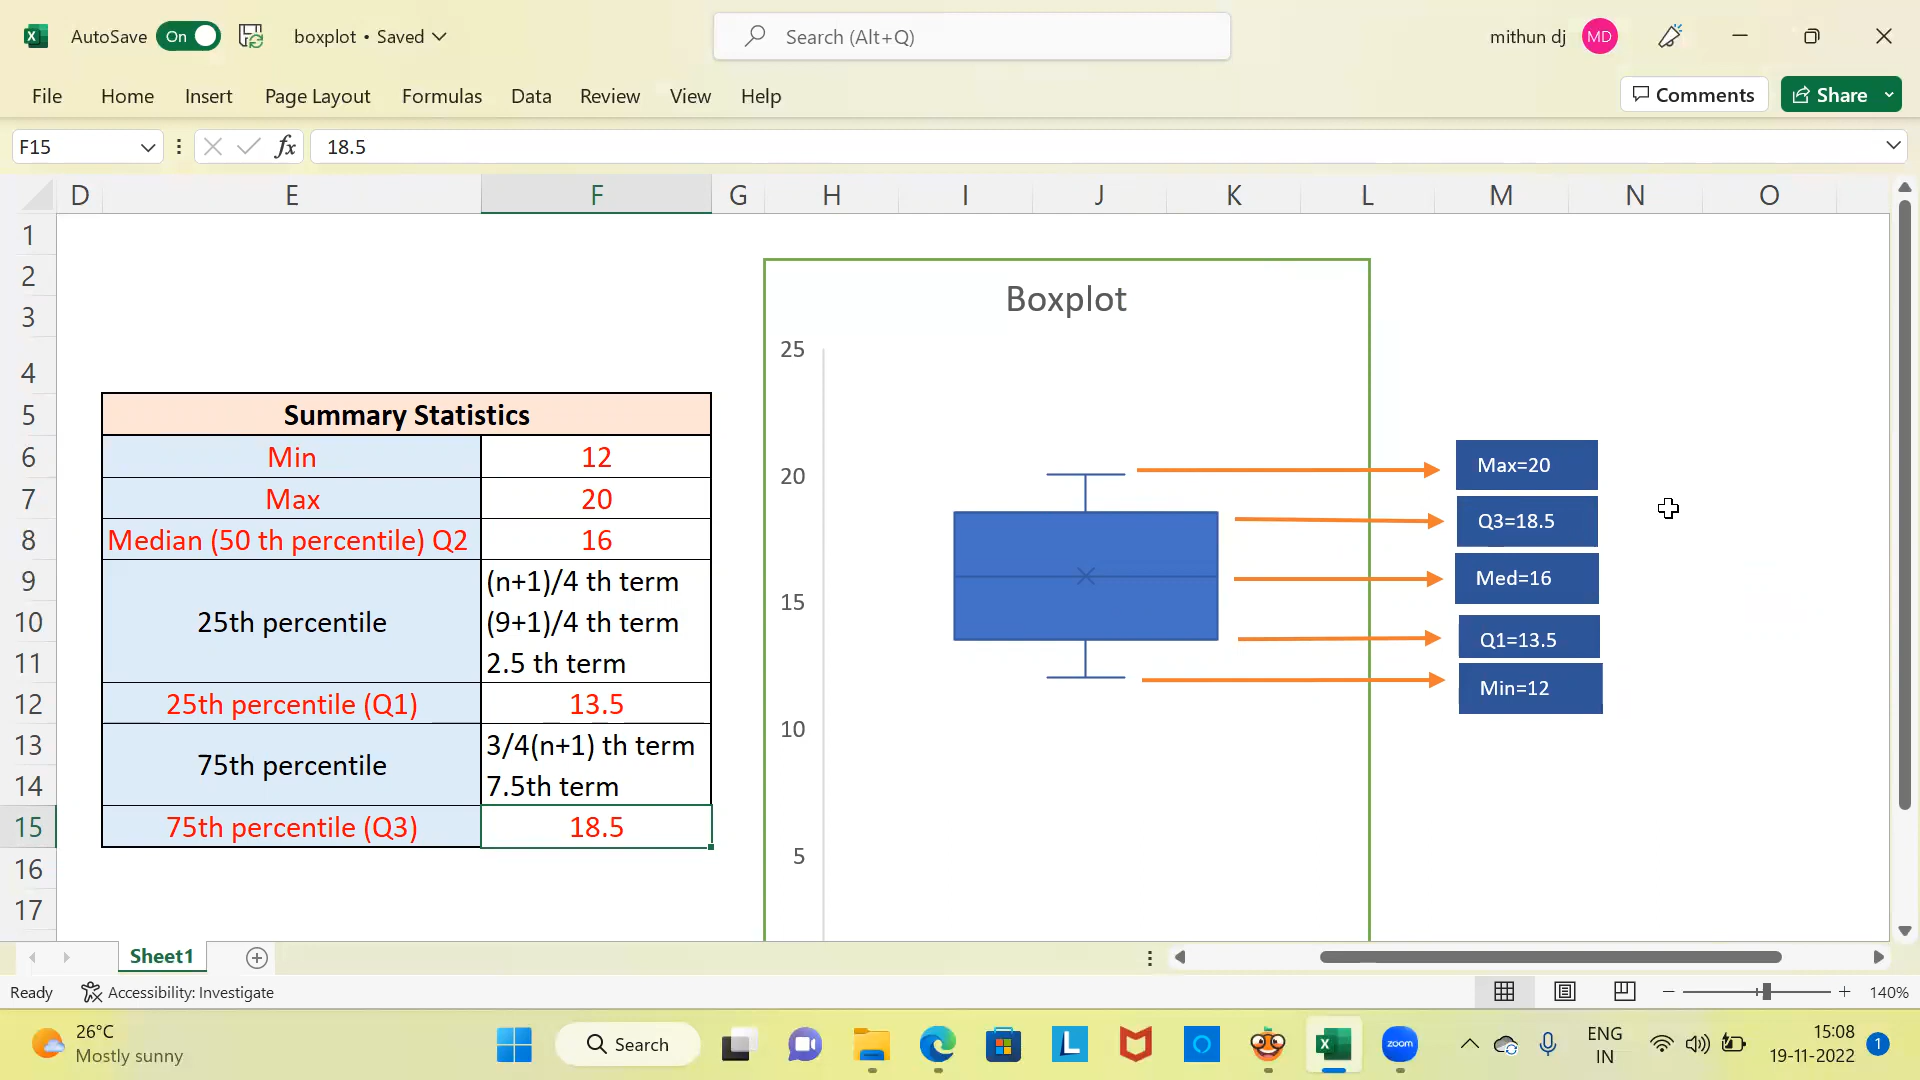 AutoSave On boxplot • Saved Search (Alt+Q) mithun dj MD
File Home Insert Page Layout Formulas Data Review View Help Comments Share
F15 fx 18.5
D E F G H I J K L M N O
1
2
3
4
5
6
7
8
9
10
11
12
13
14
15
16
17
Summary Statistics
Min 12
Max 20
Median (50 th percentile) Q2 16
25th percentile
(n+1)/4 th term
(9+1)/4 th term
2.5 th term
25th percentile (Q1) 13.5
75th percentile
3/4(n+1) th term
7.5th term
75th percentile (Q3) 18.5
Boxplot
25
20
15
10
5
Max=20
Q3=18.5
Med=16
Q1=13.5
Min=12
Sheet1
Ready Accessibility: Investigate 140%
26°C
Mostly sunny
Search
L
zoom
ENG
IN
15:08
19-11-2022
1